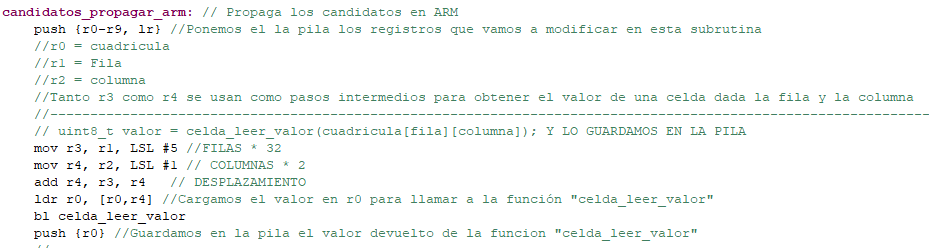 candidatos_propagar_arm: // Propaga los candidatos en ARM
push {r0-r9, lr} //Ponemos el la pila los registros que vamos a modificar en esta subrutina
//r0 = cuadricula
//r1 = Fila
//r2 = columna
//Tanto r3 como r4 se usan como pasos intermedios para obtener el valor de una celda dada la fila y la columna
//----------------------------------------------------------------------------------------------------------
// uint8_t valor = celda_leer_valor(cuadricula[fila][columna]); Y LO GUARDAMOS EN LA PILA
mov r3, r1, LSL #5 //FILAS * 32
mov r4, r2, LSL #1 // COLUMNAS * 2
add r4, r3, r4 // DESPLAZAMIENTO
ldr r0, [r0,r4] //Cargamos el valor en r0 para llamar a la función "celda_leer_valor"
bl celda_leer_valor
push {r0} //Guardamos en la pila el valor devuelto de la funcion "celda_leer_valor"